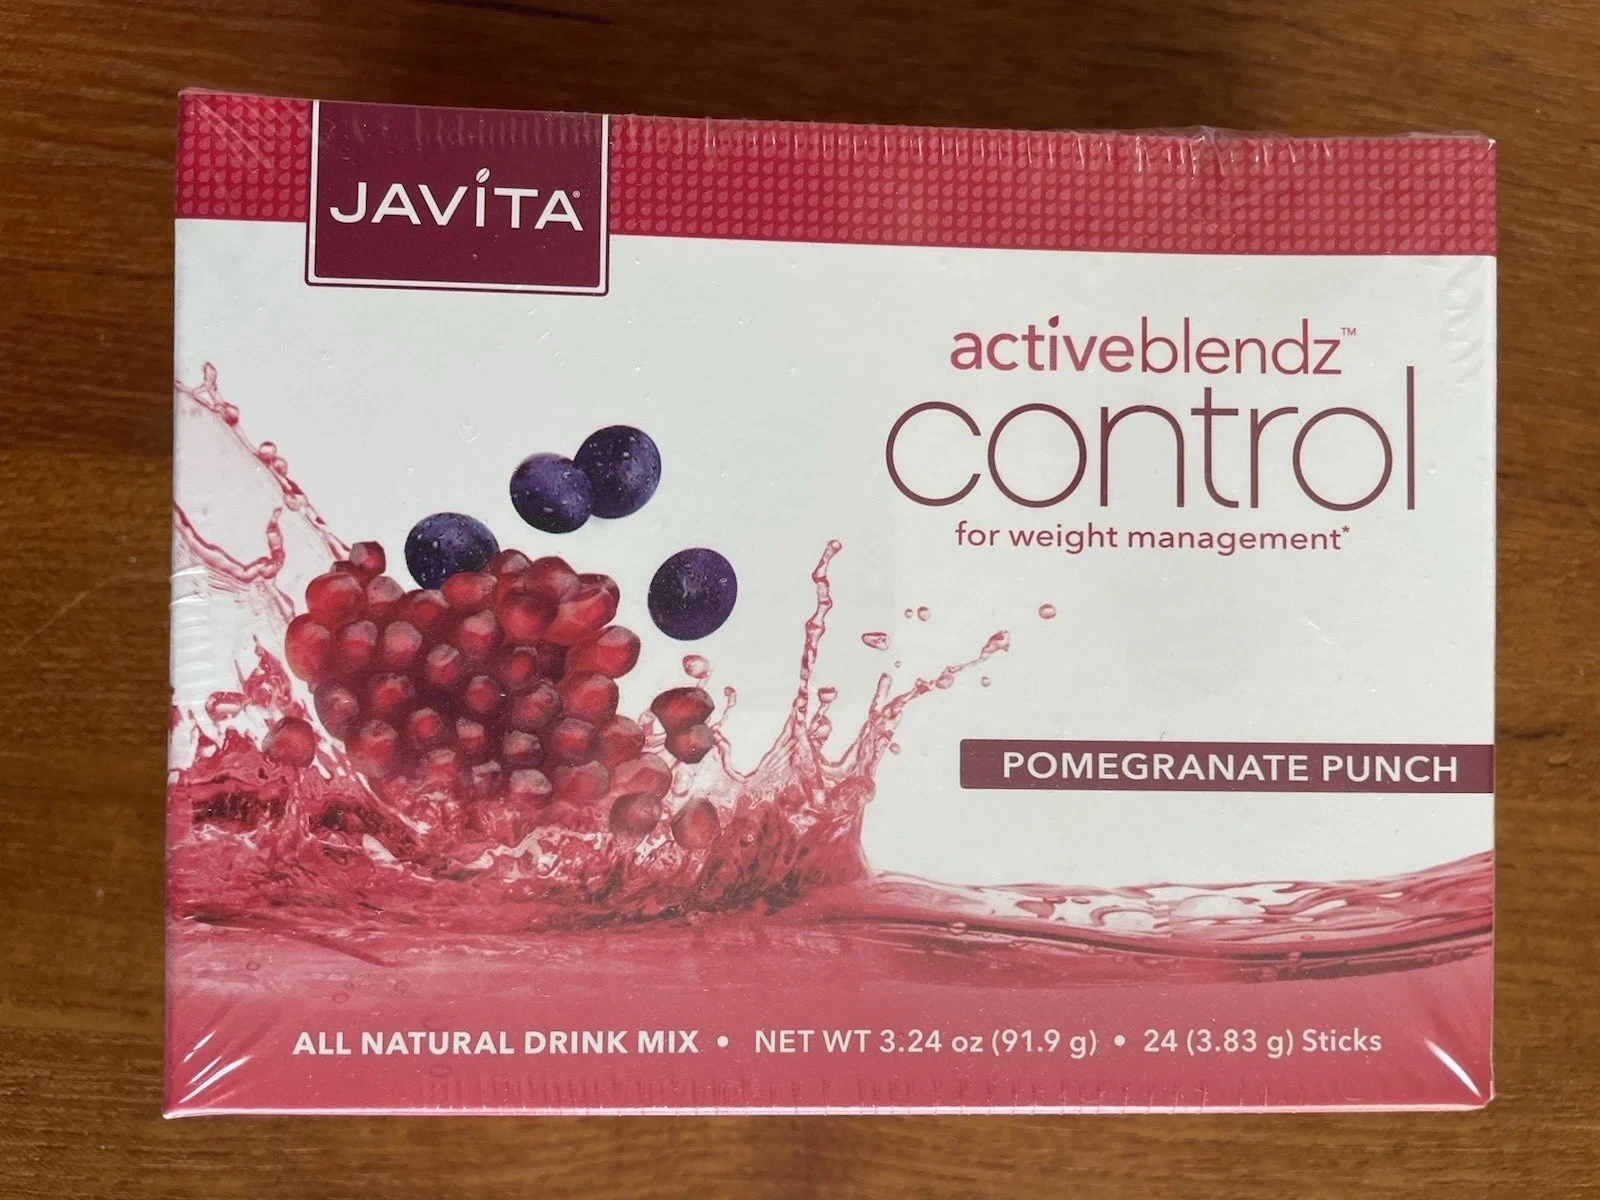 JAVITA®
activeblendz™
control
for weight management*
POMEGRANATE PUNCH
ALL NATURAL DRINK MIX • NET WT 3.24 oz (91.9 g) • 24 (3.83 g) Sticks